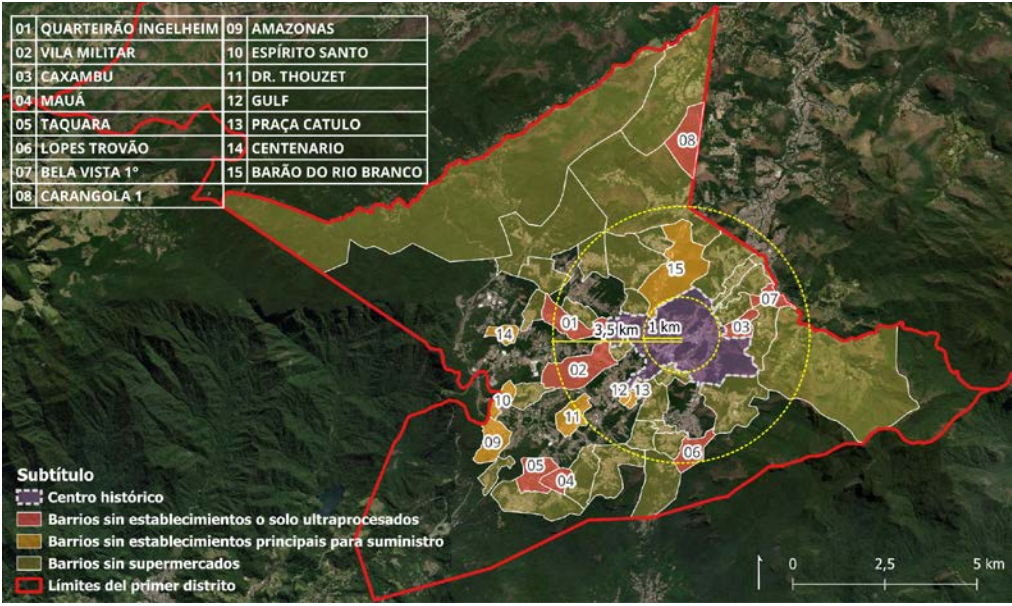 01 QUARTEIRÃO INGELHEIM 09 AMAZONAS
02 VILA MILITAR 10 ESPÍRITO SANTO
03 CAXAMBU 11 DR. THOUZET
04 MAUÁ 12 GULF
05 TAQUARA 13 PRAÇA CATULO
06 LOPES TROVÃO 14 CENTENARIO
07 BELA VISTA 1º 15 BARÃO DO RIO BRANCO
08 CARANGOLA 1
08
15
07
01
3,5 km
1 km
03
14
02
12
13
10
11
09
06
05
04
Subtítulo
Centro histórico
Barrios sin establecimientos o solo ultraprocesados
Barrios sin establecimientos principais para suministro
Barrios sin supermercados
Límites del primer distrito
0 2,5 5 km